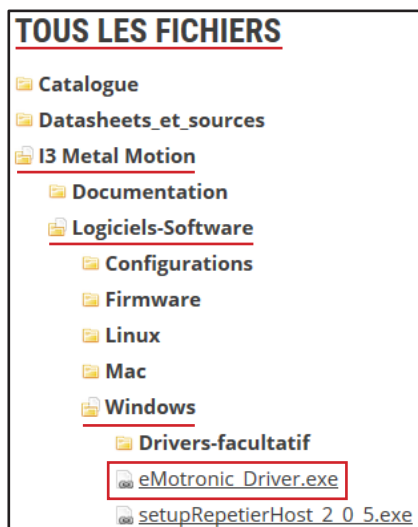 TOUS LES FICHIERS
Catalogue
Datasheets_et_sources
I3 Metal Motion
Documentation
Logiciels-Software
Configurations
Firmware
Linux
Mac
Windows
Drivers-facultatif
eMotronic_Driver.exe
setupRepetierHost_2_0_5.exe